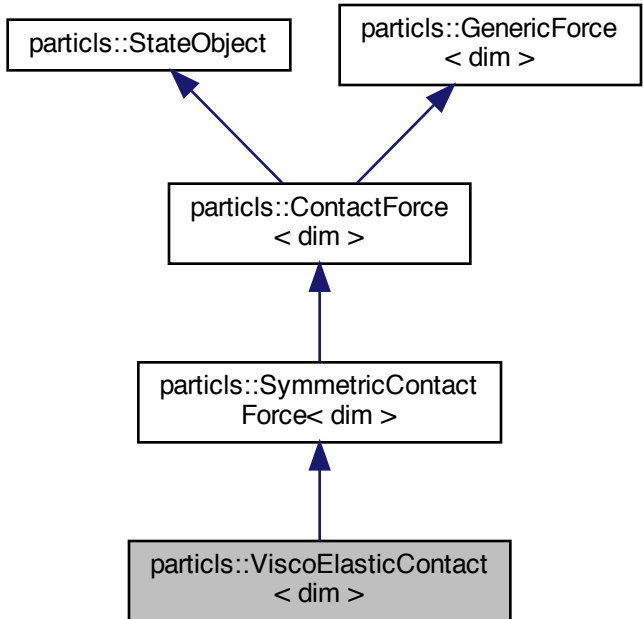 particls::StateObject
particls::GenericForce
< dim >
particls::ContactForce
< dim >
particls::SymmetricContact
Force< dim >
particls::ViscoElasticContact
< dim >